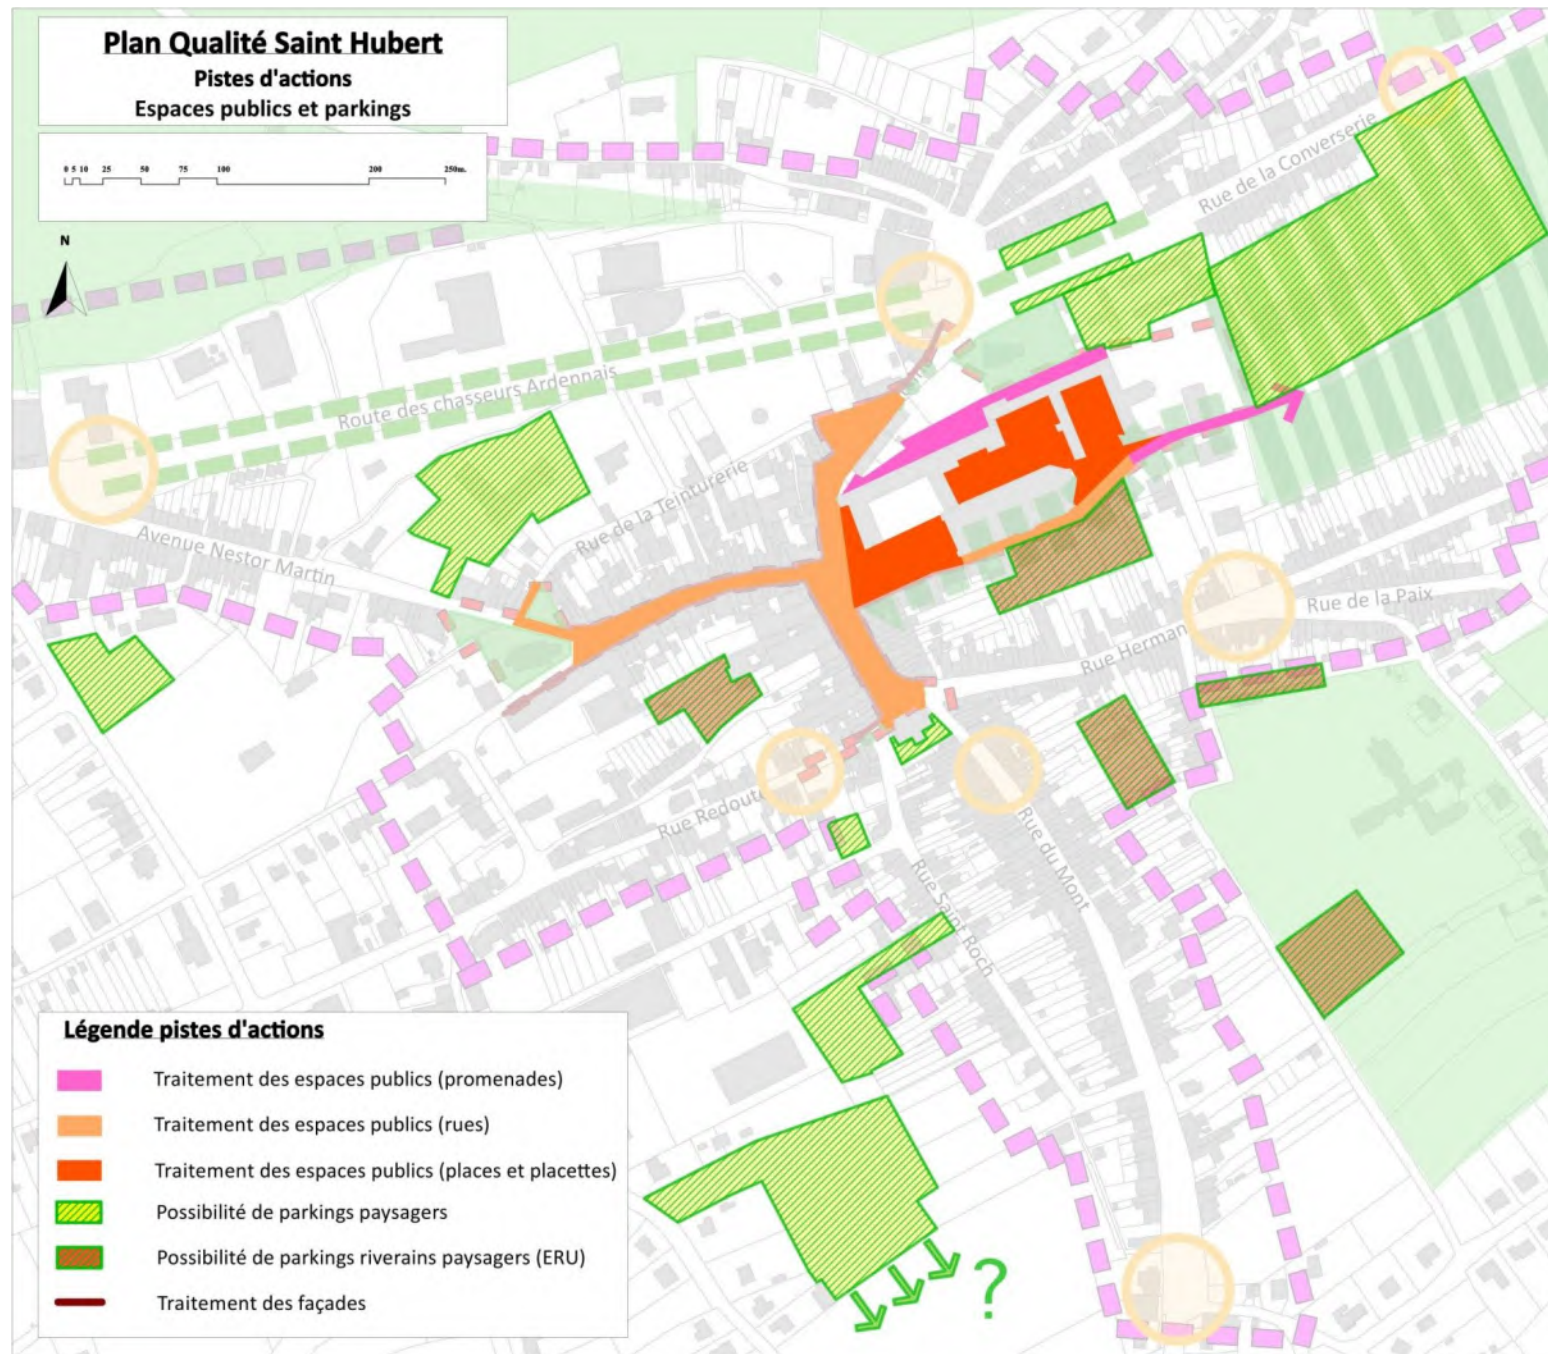 Plan Qualité Saint Hubert
Pistes d'actions
Espaces publics et parkings
0 5 10 25 50 75 100 200 250m.
N
Rue de la Converserie
Route des chasseurs Ardennais
Rue de la Teinturerie
Avenue Nestor Martin
Rue de la Paix
Rue Herman
Rue Redouté
Rue du Mont
Rue Saint Roch
?
Légende pistes d'actions
Traitement des espaces publics (promenades)
Traitement des espaces publics (rues)
Traitement des espaces publics (places et placettes)
Possibilité de parkings paysagers
Possibilité de parkings riverains paysagers (ERU)
Traitement des façades